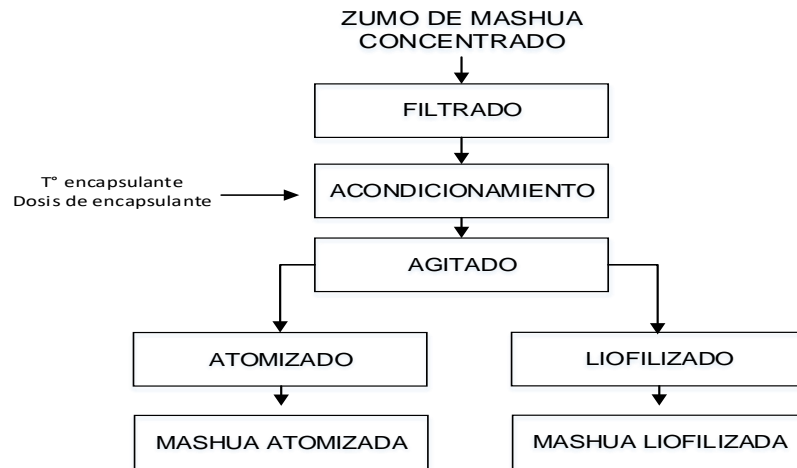 ZUMO DE MASHUA
CONCENTRADO
FILTRADO
T° encapsulante
Dosis de encapsulante
ACONDICIONAMIENTO
AGITADO
ATOMIZADO
LIOFILIZADO
MASHUA ATOMIZADA
MASHUA LIOFILIZADA